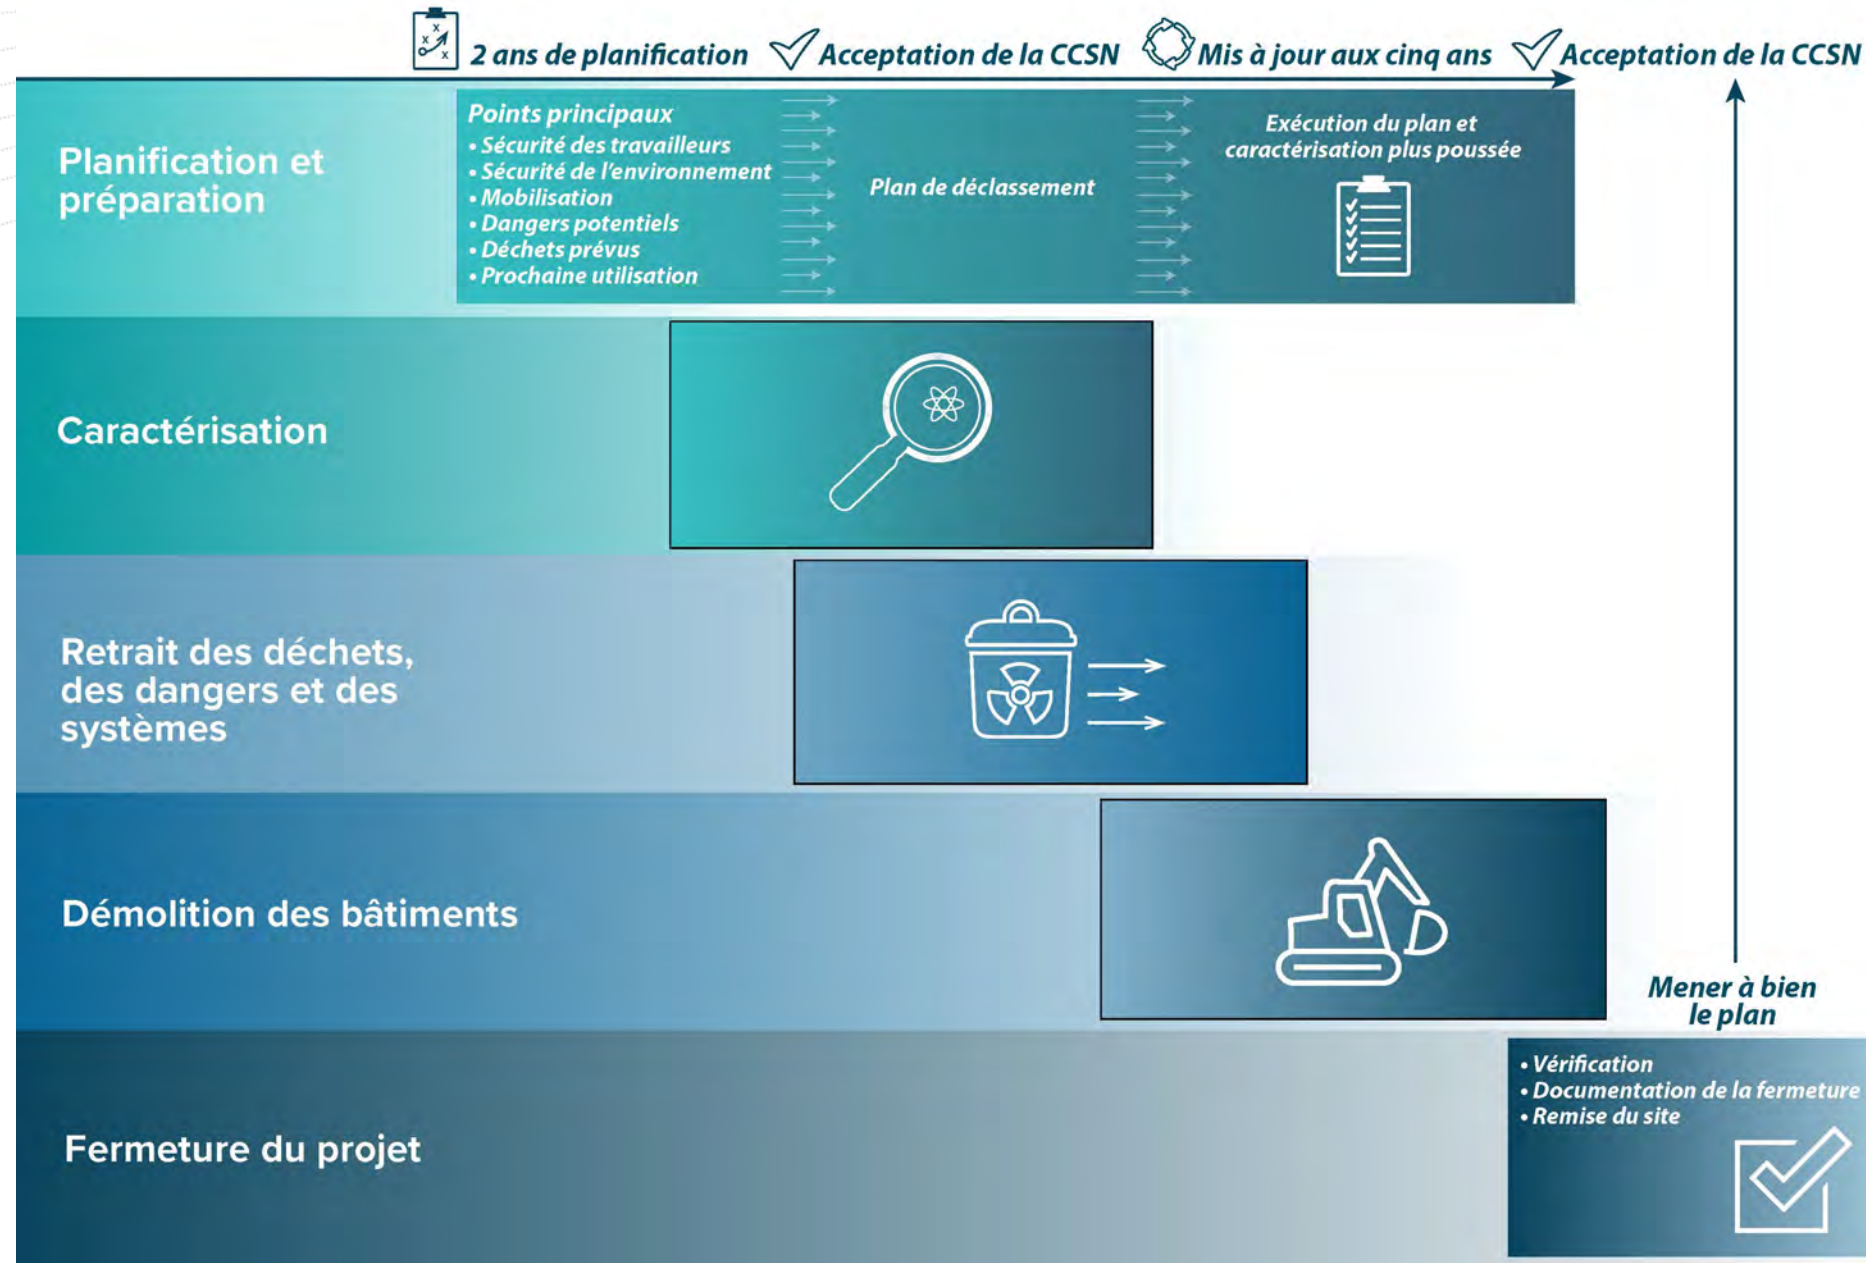 2 ans de planification
Acceptation de la CCSN
Mis à jour aux cinq ans
Acceptation de la CCSN
Planification et
préparation
Points principaux
• Sécurité des travailleurs
• Sécurité de l'environnement
• Mobilisation
• Dangers potentiels
• Déchets prévus
• Prochaine utilisation
Plan de déclassement
Exécution du plan et
caractérisation plus poussée
Caractérisation
Retrait des déchets,
des dangers et des
systèmes
Démolition des bâtiments
Mener à bien
le plan
Fermeture du projet
• Vérification
• Documentation de la fermeture
• Remise du site